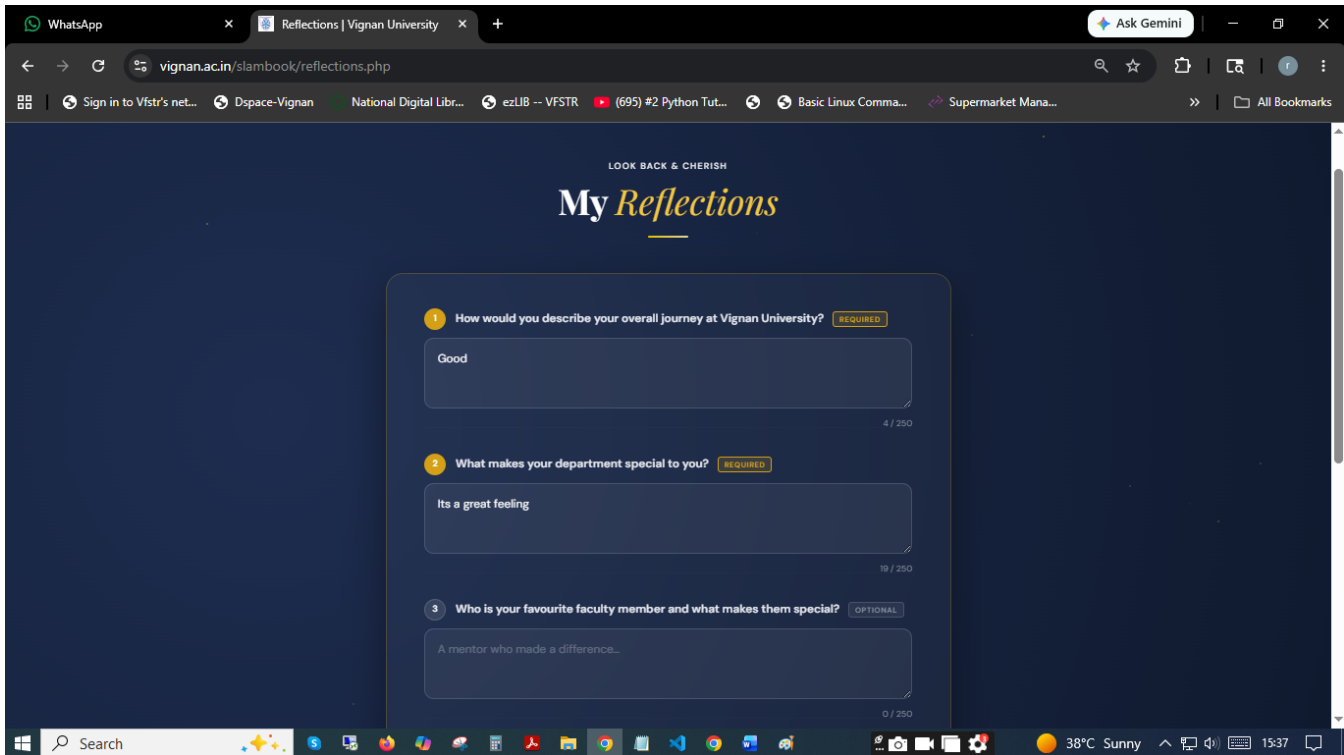 WhatsApp
Reflections | Vignan University
Ask Gemini
vignan.ac.in/slambook/reflections.php
r
Sign in to Vfstr's net...
Dspace-Vignan
National Digital Libr...
ezLIB -- VFSTR
(695) #2 Python Tut...
Basic Linux Comma...
Supermarket Mana...
All Bookmarks
LOOK BACK & CHERISH
My Reflections
1 How would you describe your overall journey at Vignan University? REQUIRED
Good
4 / 250
2 What makes your department special to you? REQUIRED
Its a great feeling
19 / 250
3 Who is your favourite faculty member and what makes them special? OPTIONAL
A mentor who made a difference...
0 / 250
Search
38°C Sunny
15:37